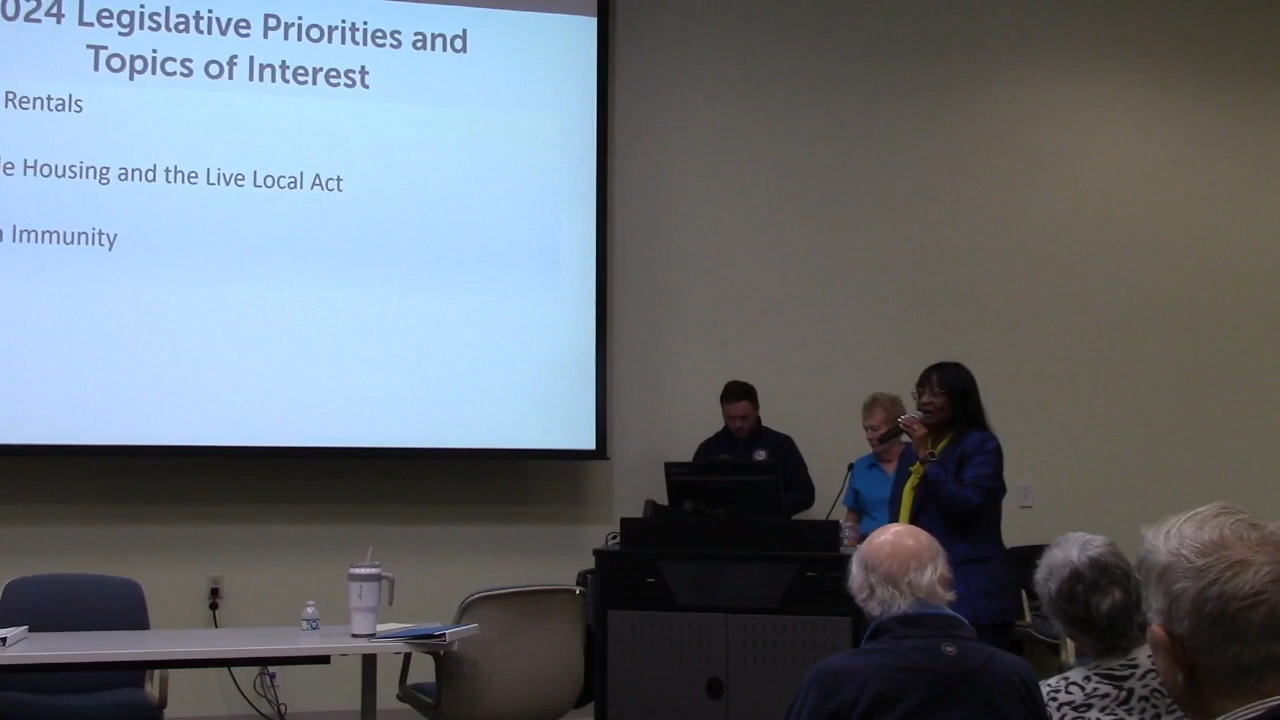 024 Legislative Priorities and
Topics of Interest
Rentals
le Housing and the Live Local Act
Immunity